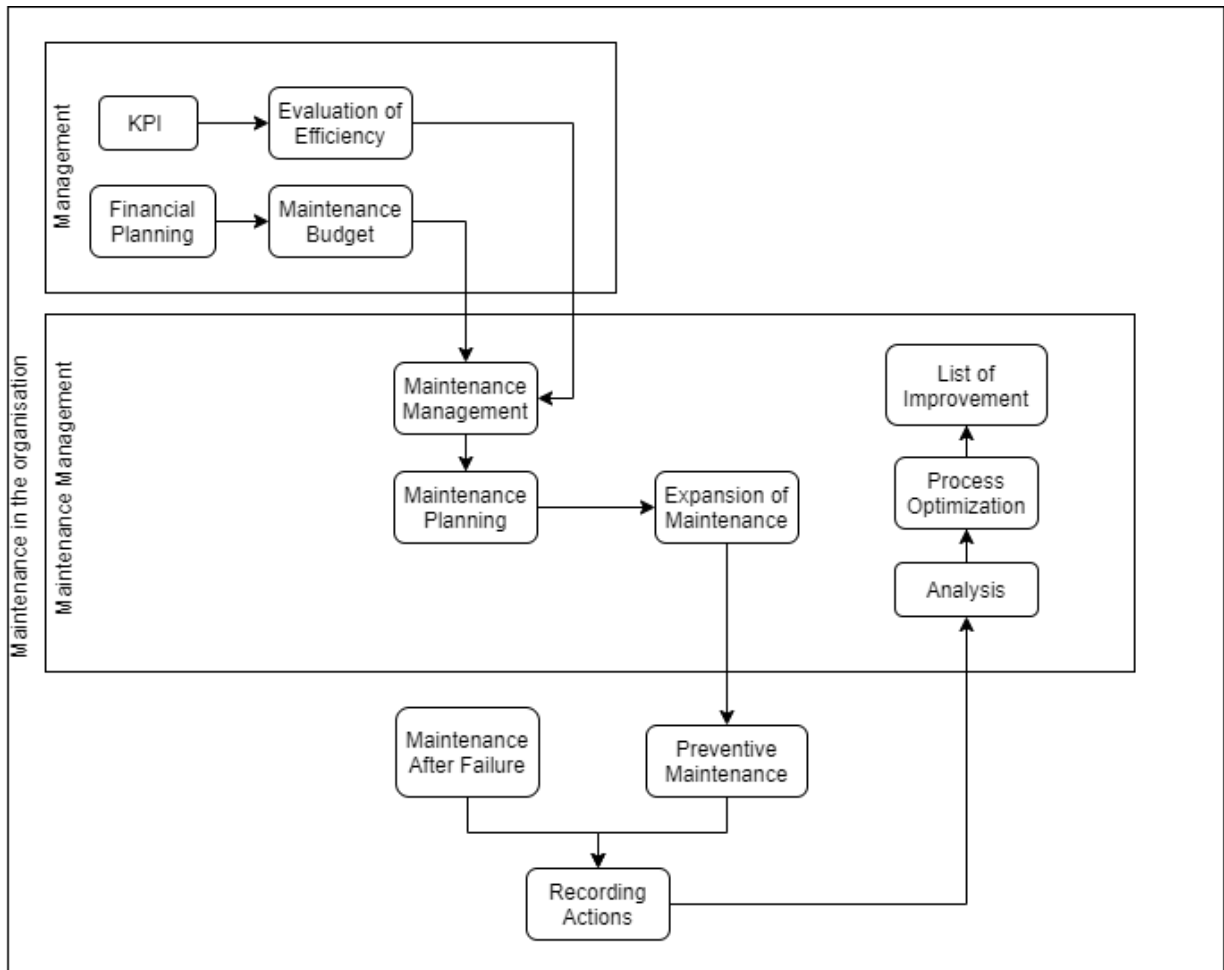 Maintenance in the organisation
Management
KPI
Evaluation of
Efficiency
Financial
Planning
Maintenance
Budget
Maintenance Management
Maintenance
Management
List of
Improvement
Maintenance
Planning
Expansion of
Maintenance
Process
Optimization
Analysis
Maintenance
After Failure
Preventive
Maintenance
Recording
Actions